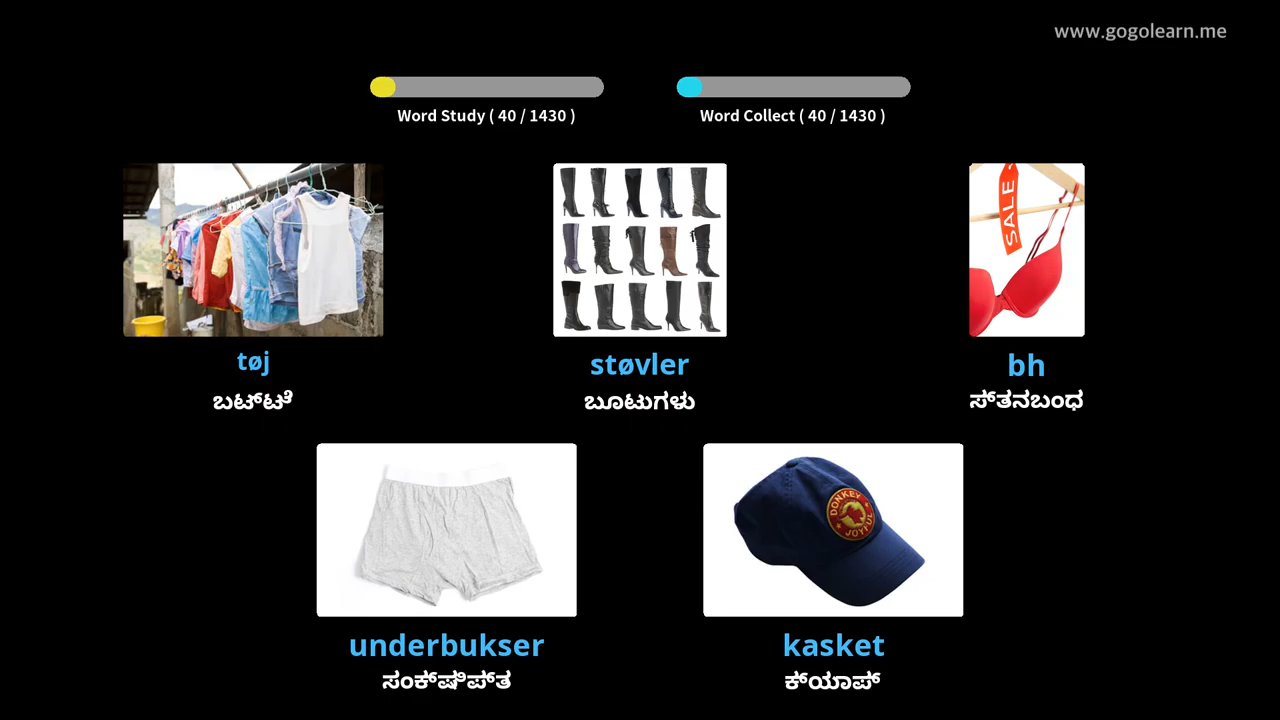 www.gogolearn.me
Word Study ( 40 / 1430 )
Word Collect ( 40 / 1430 )
SALE
tøj
støvler
bh
ಬಟ್ಟೆ
ಬೂಟುಗಳು
ಸ್ತನಬಂಧ
DONKEY
JOYFUL
underbukser
kasket
ಸಂಕ್ಷಿಪ್ತ
ಕ್ಯಾಪ್